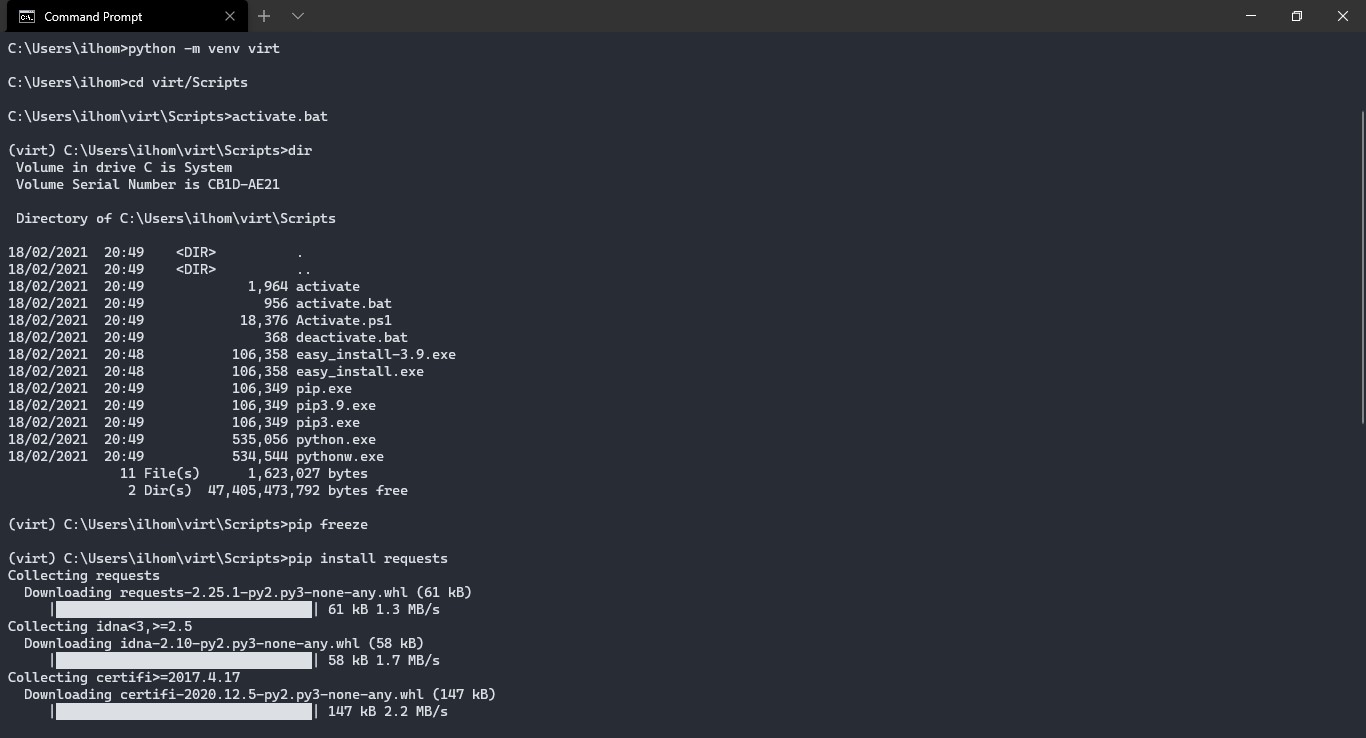 Command Prompt
C:\Users\ilhom>python -m venv virt
C:\Users\ilhom>cd virt/Scripts
C:\Users\ilhom\virt\Scripts>activate.bat
(virt) C:\Users\ilhom\virt\Scripts>dir
Volume in drive C is System
Volume Serial Number is CB1D-AE21
Directory of C:\Users\ilhom\virt\Scripts
18/02/2021  20:49    <DIR>          .
18/02/2021  20:49    <DIR>          ..
18/02/2021  20:49             1,964 activate
18/02/2021  20:49               956 activate.bat
18/02/2021  20:49            18,376 Activate.ps1
18/02/2021  20:49               368 deactivate.bat
18/02/2021  20:48           106,358 easy_install-3.9.exe
18/02/2021  20:48           106,358 easy_install.exe
18/02/2021  20:49           106,349 pip.exe
18/02/2021  20:49           106,349 pip3.9.exe
18/02/2021  20:49           106,349 pip3.exe
18/02/2021  20:49           535,056 python.exe
18/02/2021  20:49           534,544 pythonw.exe
11 File(s)      1,623,027 bytes
2 Dir(s)  47,405,473,792 bytes free
(virt) C:\Users\ilhom\virt\Scripts>pip freeze
(virt) C:\Users\ilhom\virt\Scripts>pip install requests
Collecting requests
Downloading requests-2.25.1-py2.py3-none-any.whl (61 kB)
| | 61 kB 1.3 MB/s
Collecting idna<3,>=2.5
Downloading idna-2.10-py2.py3-none-any.whl (58 kB)
| | 58 kB 1.7 MB/s
Collecting certifi>=2017.4.17
Downloading certifi-2020.12.5-py2.py3-none-any.whl (147 kB)
| | 147 kB 2.2 MB/s